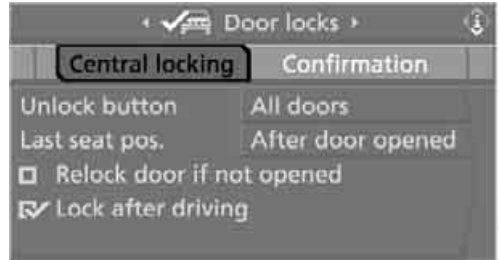 Door locks
Central locking Confirmation
Unlock button All doors
Last seat pos. After door opened
Relock door if not opened
Lock after driving